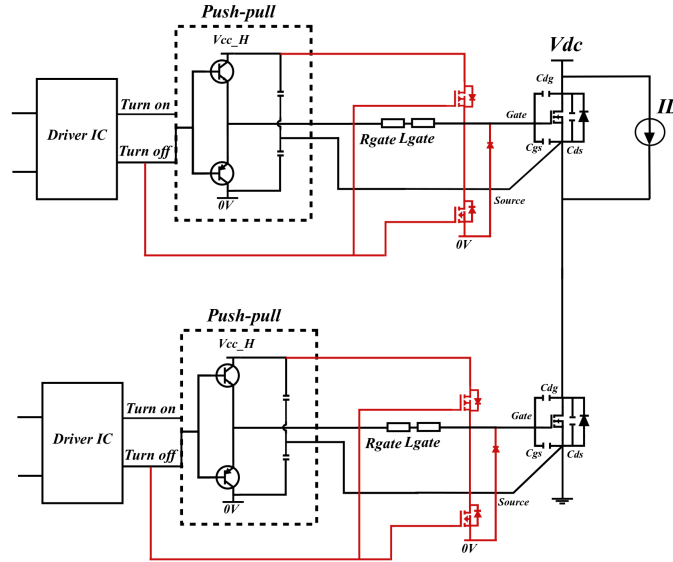 Push-pull
Vcc_H
Vdc
Cdg
Turn on
Driver IC
Gate
IL
Turn off
Rgate Lgate
Cgs
Cds
Source
0V
0V
Push-pull
Vcc_H
Cdg
Turn on
Gate
Driver IC
Rgate Lgate
Turn off
Cgs
Cds
Source
0V
0V